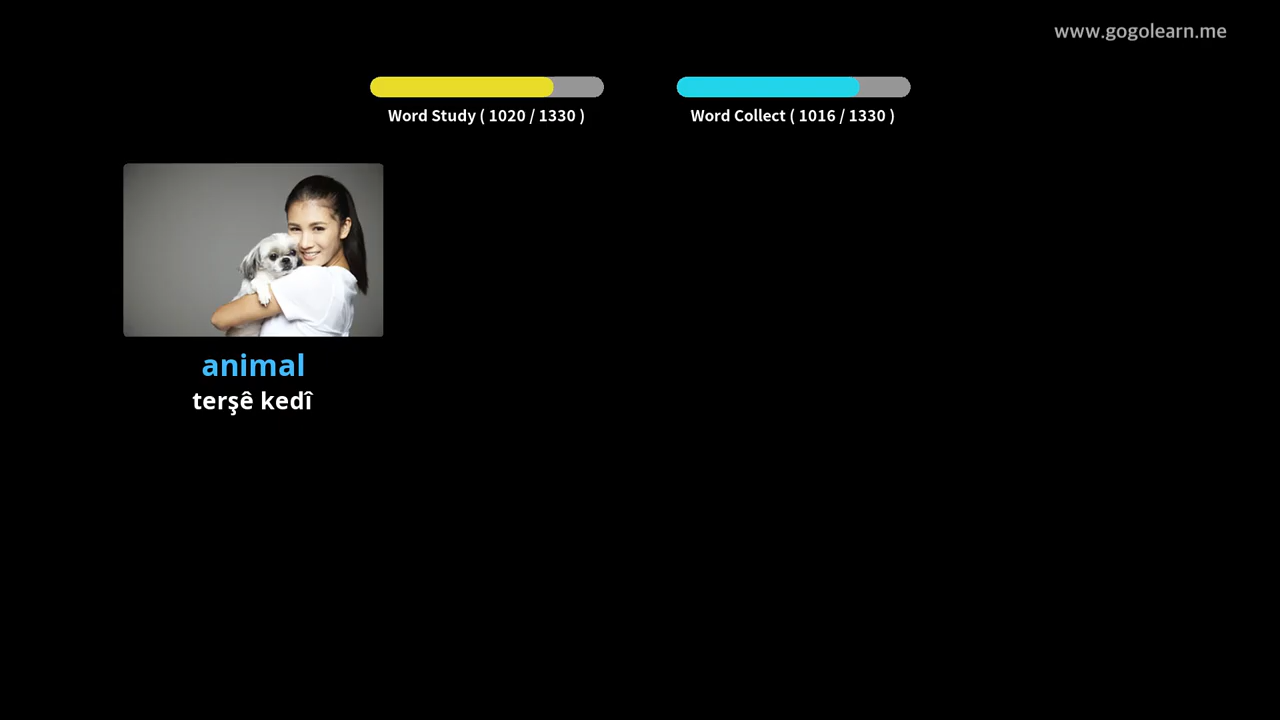 www.gogolearn.me
Word Study ( 1020 / 1330 )
Word Collect ( 1016 / 1330 )
animal
terşê kedî